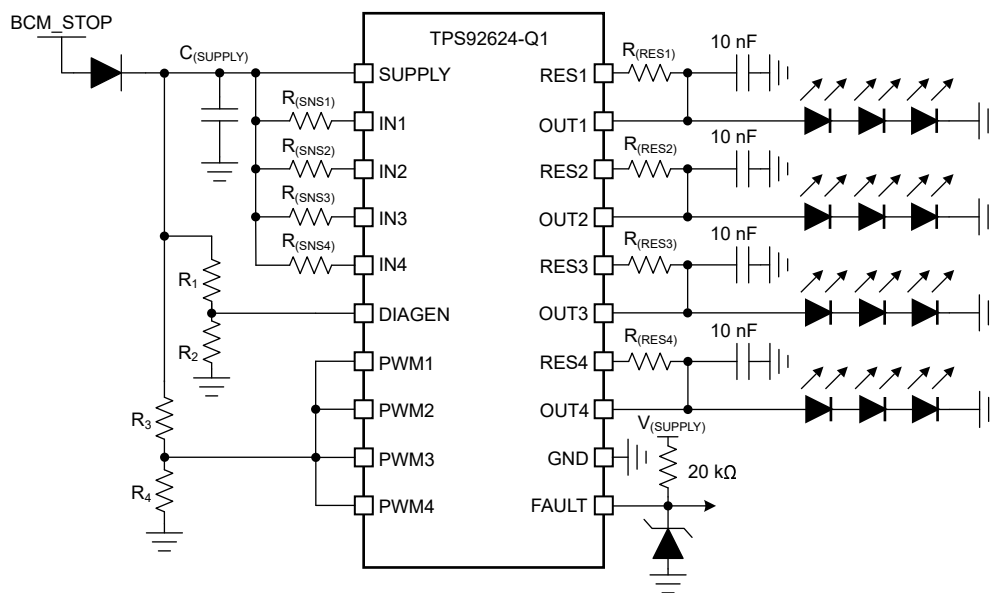 BCM_STOP
TPS92624-Q1
C(SUPPLY)
SUPPLY
R(SNS1)
IN1
R(SNS2)
IN2
R(SNS3)
IN3
R(SNS4)
IN4
R1
DIAGEN
R2
PWM1
PWM2
R3
PWM3
R4
PWM4
R(RES1)
10 nF
RES1
OUT1
R(RES2)
10 nF
RES2
OUT2
R(RES3)
10 nF
RES3
OUT3
R(RES4)
10 nF
RES4
OUT4
V(SUPPLY)
GND
20 kΩ
FAULT